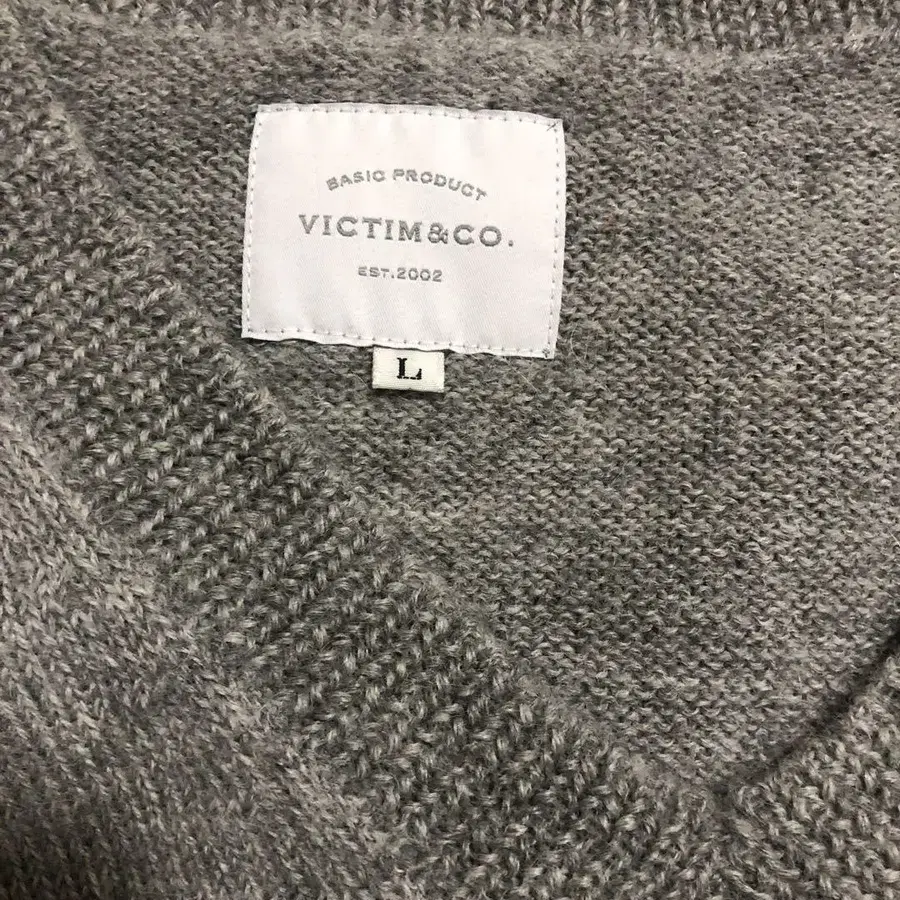 BASIC PRODUCT
VICTIM&CO.
EST.2002
L